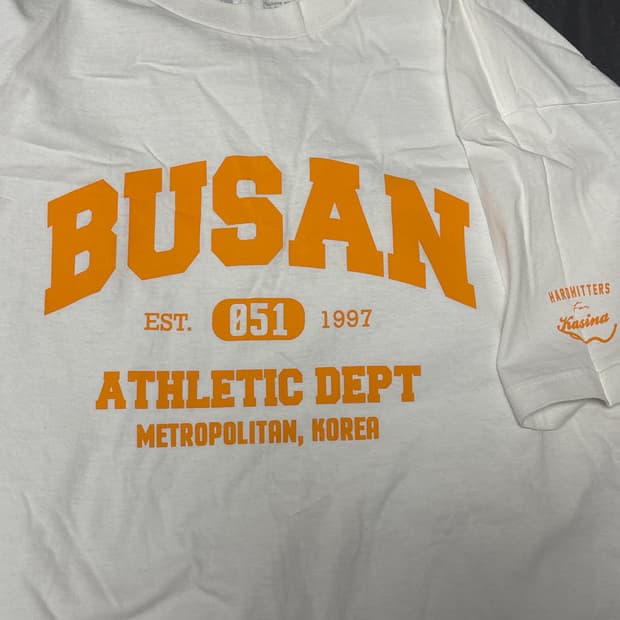 BUSAN
EST. 051 1997
ATHLETIC DEPT
METROPOLITAN, KOREA
HARDHITTERS
For
Kasina